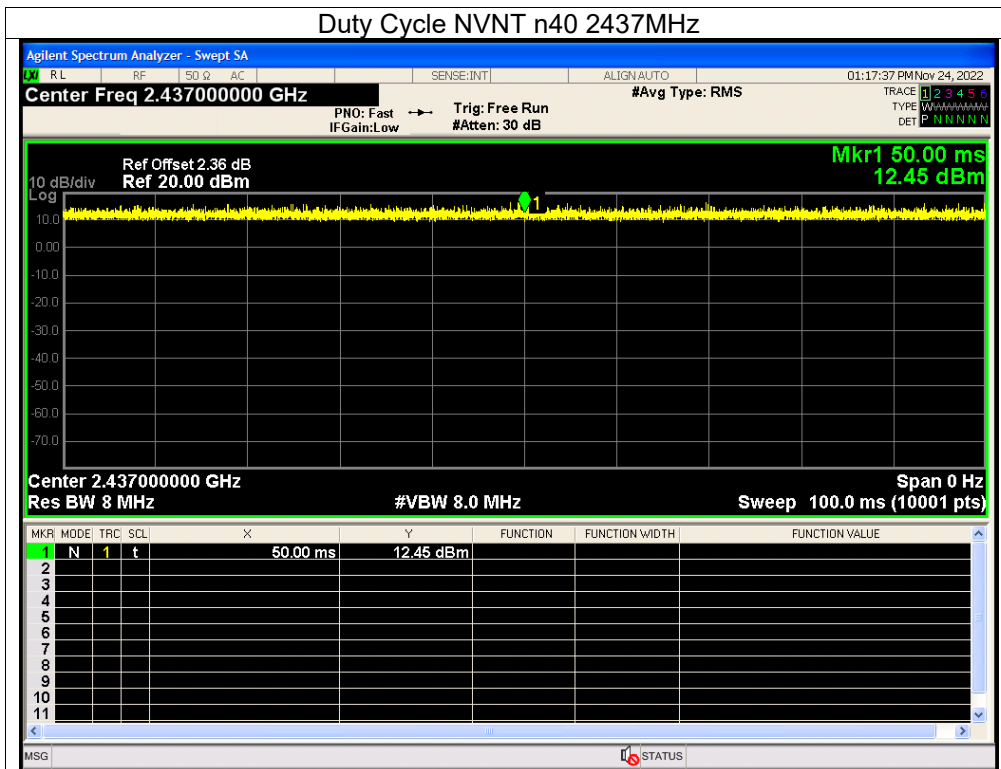 Duty Cycle NVNT n40 2437MHz
Agilent Spectrum Analyzer - Swept SA
LXI RL RF 50 Ω AC SENSE:INT ALIGN AUTO 01:17:37 PM Nov 24, 2022
Center Freq 2.437000000 GHz #Avg Type: RMS TRACE 1 2 3 4 5 6
PNO: Fast Trig: Free Run TYPE W
IFGain:Low #Atten: 30 dB DET P N N N N N
Mkr1 50.00 ms
Ref Offset 2.36 dB
10 dB/div Ref 20.00 dBm 12.45 dBm
Log
1
10.0
0.00
-10.0
-20.0
-30.0
-40.0
-50.0
-60.0
-70.0
Center 2.437000000 GHz Span 0 Hz
Res BW 8 MHz #VBW 8.0 MHz Sweep 100.0 ms (10001 pts)
MKR MODE TRC SCL X Y FUNCTION FUNCTION WIDTH FUNCTION VALUE
1 N 1 t 50.00 ms 12.45 dBm
2
3
4
5
6
7
8
9
10
11
MSG STATUS